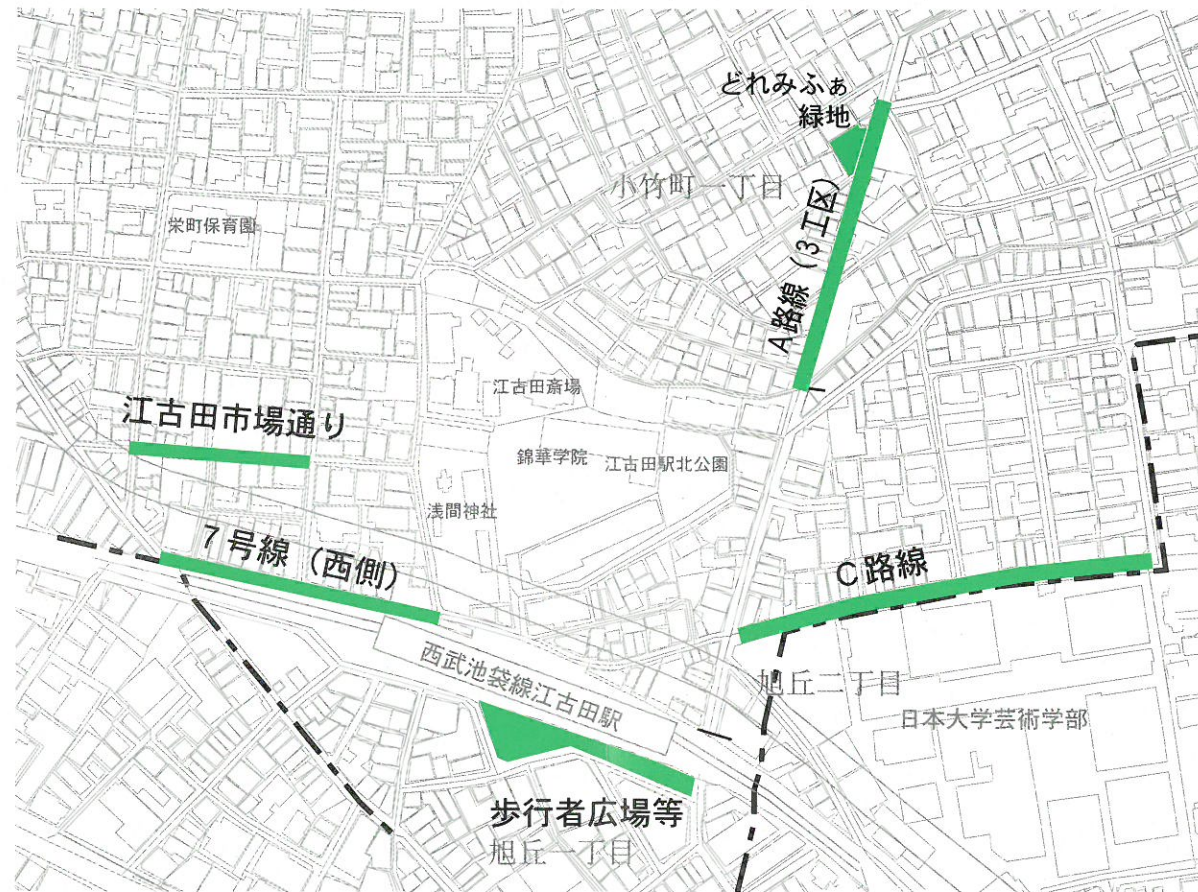 どれみふぁ
緑地
小竹町一丁目
A路線（3工区）
栄町保育園
江古田斎場
江古田市場通り
錦華学院
江古田駅北公園
浅間神社
7号線（西側）
C路線
西武池袋線江古田駅
旭丘二丁目
日本大学芸術学部
歩行者広場等
旭丘一丁目